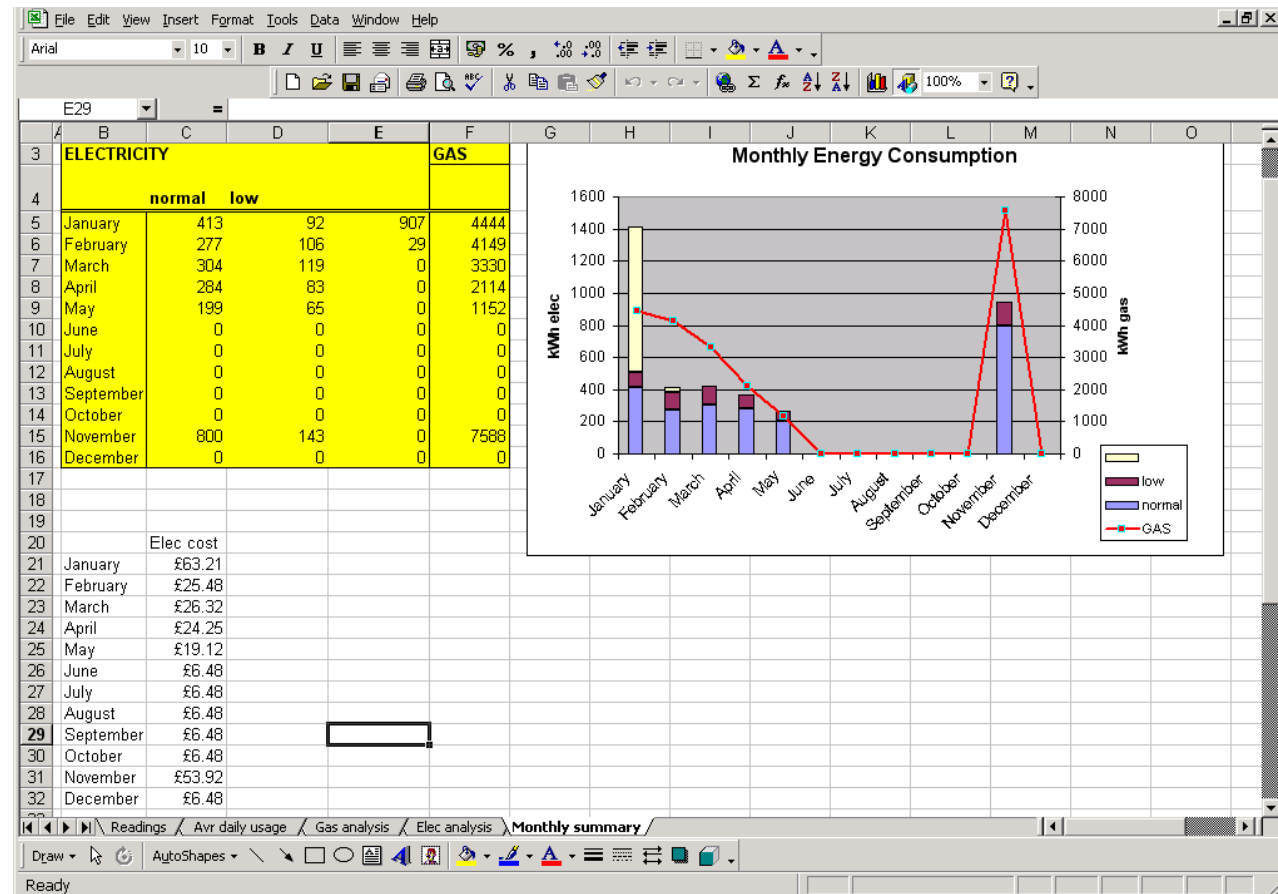 File Edit View Insert Format Tools Data Window Help
Arial 10 B I U % ,
100%
E29 =
A B C D E F G H I J K L M N O
3 ELECTRICITY GAS
4 normal low
5 January 413 92 907 4444
6 February 277 106 29 4149
7 March 304 119 0 3330
8 April 284 83 0 2114
9 May 199 65 0 1152
10 June 0 0 0 0
11 July 0 0 0 0
12 August 0 0 0 0
13 September 0 0 0 0
14 October 0 0 0 0
15 November 800 143 0 7588
16 December 0 0 0 0
17
18
19
20 Elec cost
21 January £63.21
22 February £25.48
23 March £26.32
24 April £24.25
25 May £19.12
26 June £6.48
27 July £6.48
28 August £6.48
29 September £6.48
30 October £6.48
31 November £53.92
32 December £6.48
Monthly Energy Consumption
1600 8000
1400 7000
1200 6000
1000 5000
800 4000
600 3000
400 2000
200 1000
0 0
kWh elec
kWh gas
January February March April May June July August September October November December
low
normal
GAS
Readings Avr daily usage Gas analysis Elec analysis Monthly summary
Draw AutoShapes
Ready